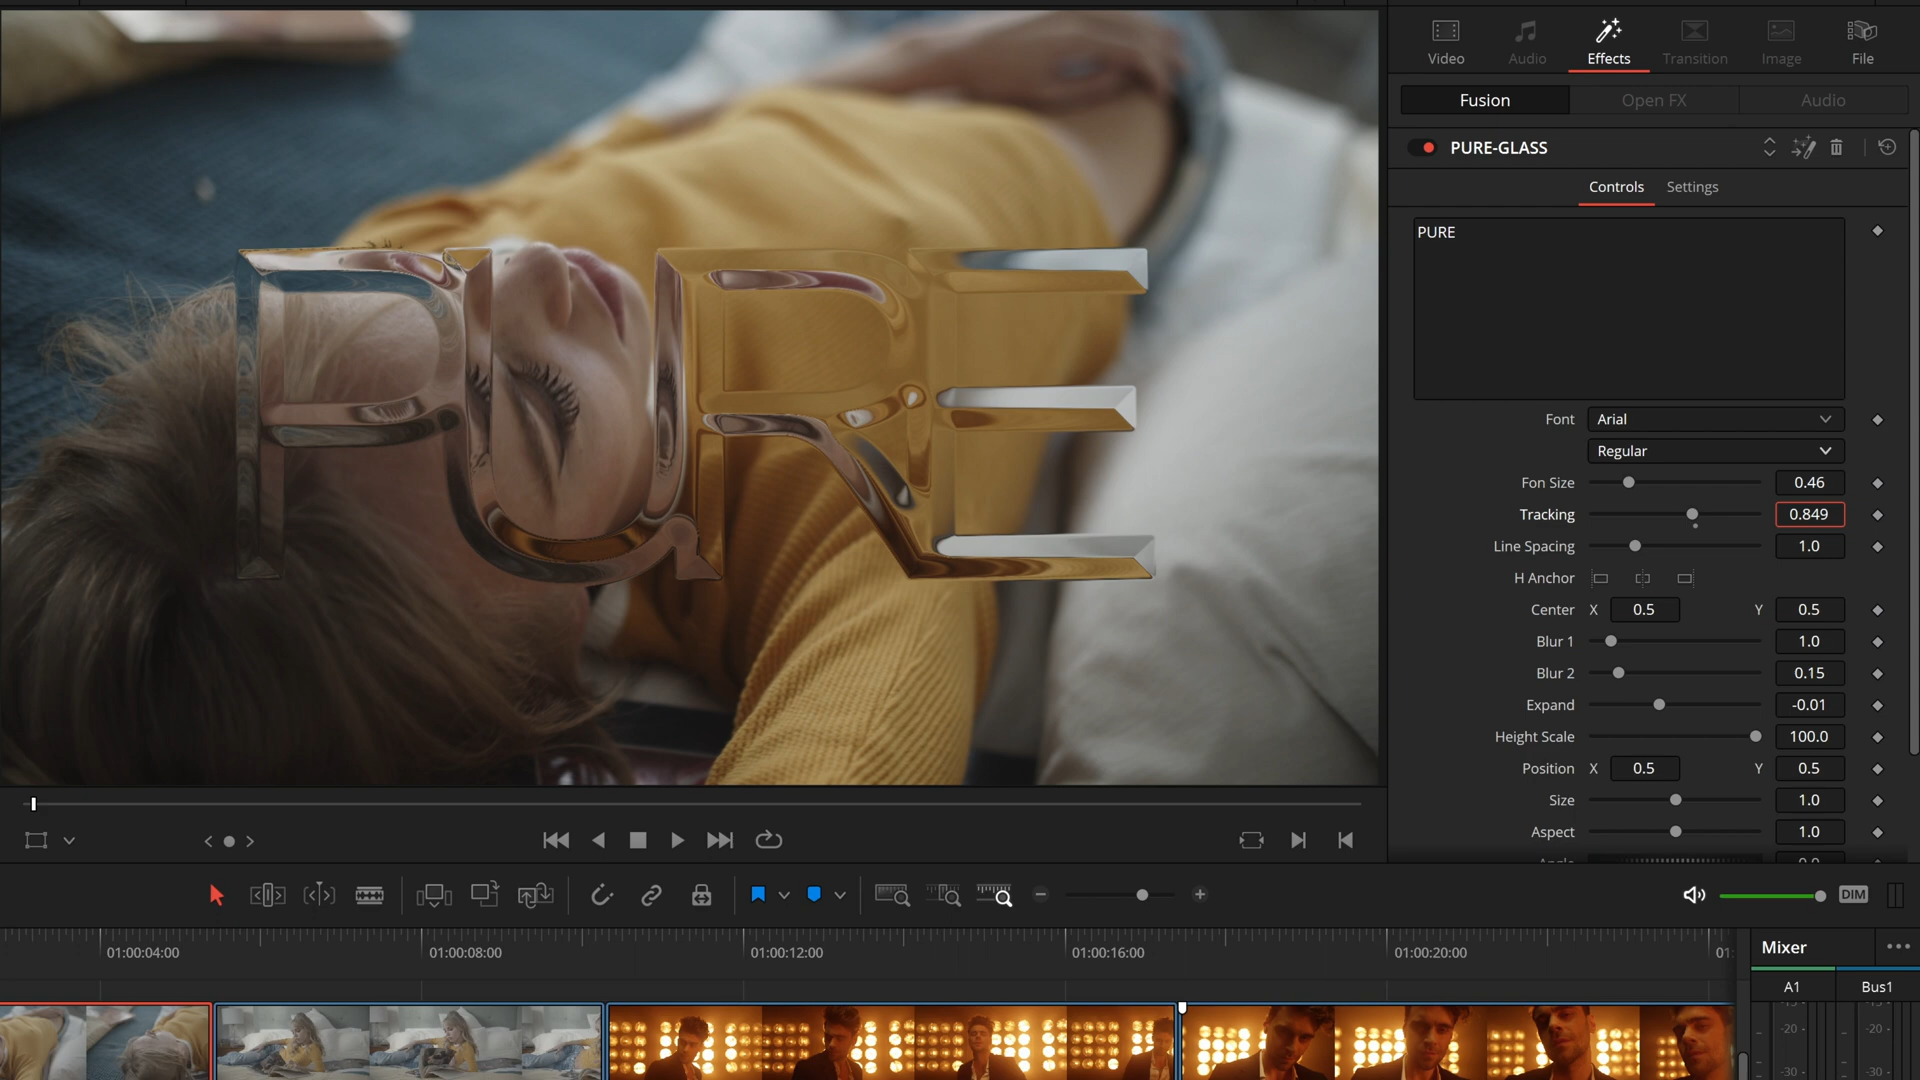 Video Audio Effects Transition Image File
Fusion Open FX Audio
PURE-GLASS
Controls Settings
PURE
PURE
Font Arial
Regular
Fon Size 0.46
Tracking 0.849
Line Spacing 1.0
H Anchor
Center X 0.5 Y 0.5
Blur 1 1.0
Blur 2 0.15
Expand -0.01
Height Scale 100.0
Position X 0.5 Y 0.5
Size 1.0
Aspect 1.0
DIM
01:00:04:00 01:00:08:00 01:00:12:00 01:00:16:00 01:00:20:00 01:
Mixer
A1 Bus1
-20 -20
-30 -30